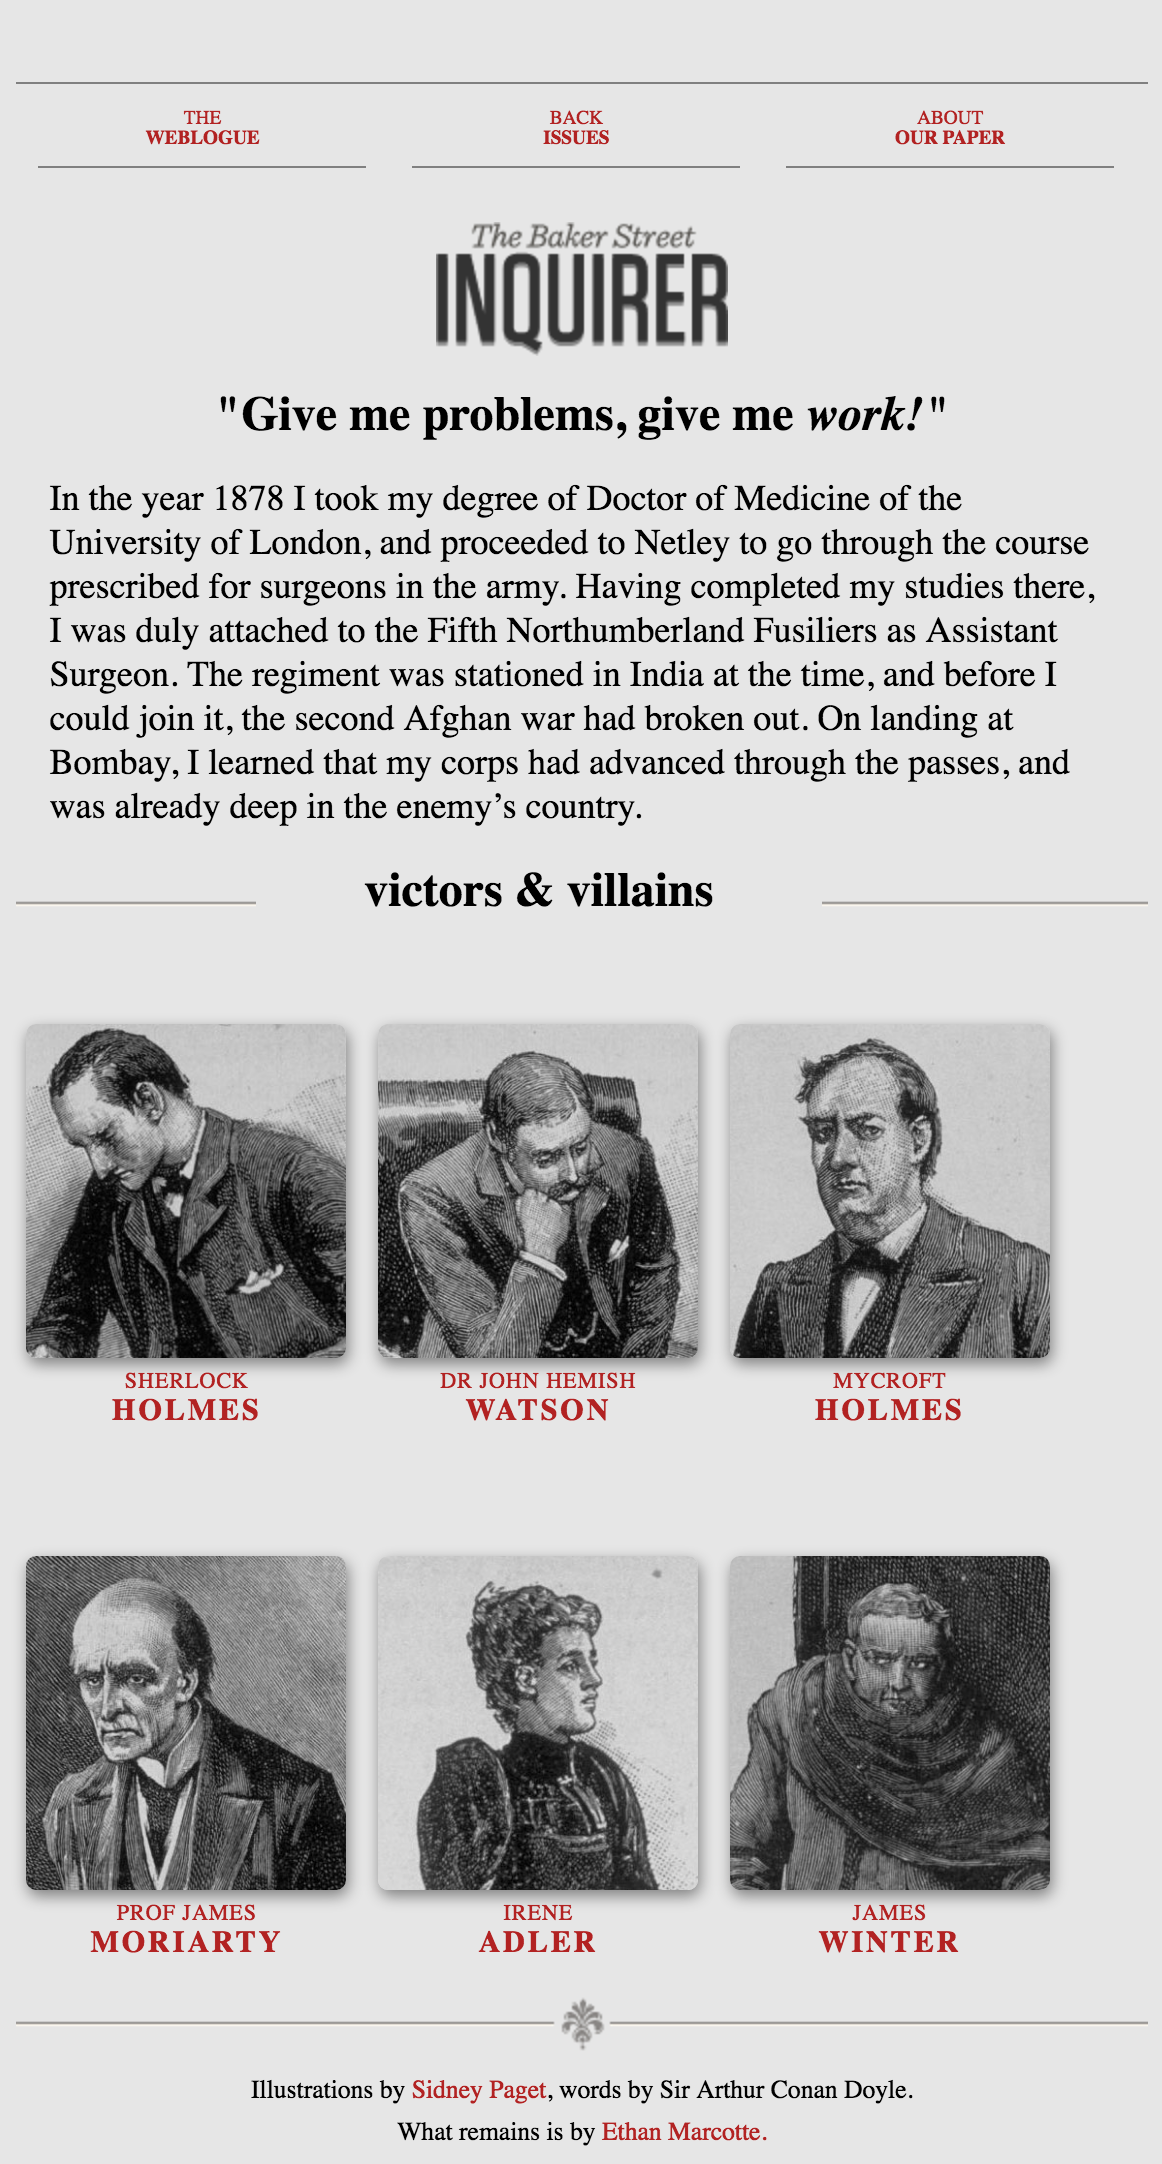 THE
WEBLOGUE
BACK
ISSUES
ABOUT
OUR PAPER
The Baker Street
INQUIRER
"Give me problems, give me work!"
In the year 1878 I took my degree of Doctor of Medicine of the
University of London, and proceeded to Netley to go through the course
prescribed for surgeons in the army. Having completed my studies there,
I was duly attached to the Fifth Northumberland Fusiliers as Assistant
Surgeon. The regiment was stationed in India at the time, and before I
could join it, the second Afghan war had broken out. On landing at
Bombay, I learned that my corps had advanced through the passes, and
was already deep in the enemy’s country.
victors & villains
SHERLOCK
HOLMES
DR JOHN HEMISH
WATSON
MYCROFT
HOLMES
PROF JAMES
MORIARTY
IRENE
ADLER
JAMES
WINTER
Illustrations by Sidney Paget, words by Sir Arthur Conan Doyle.
What remains is by Ethan Marcotte.